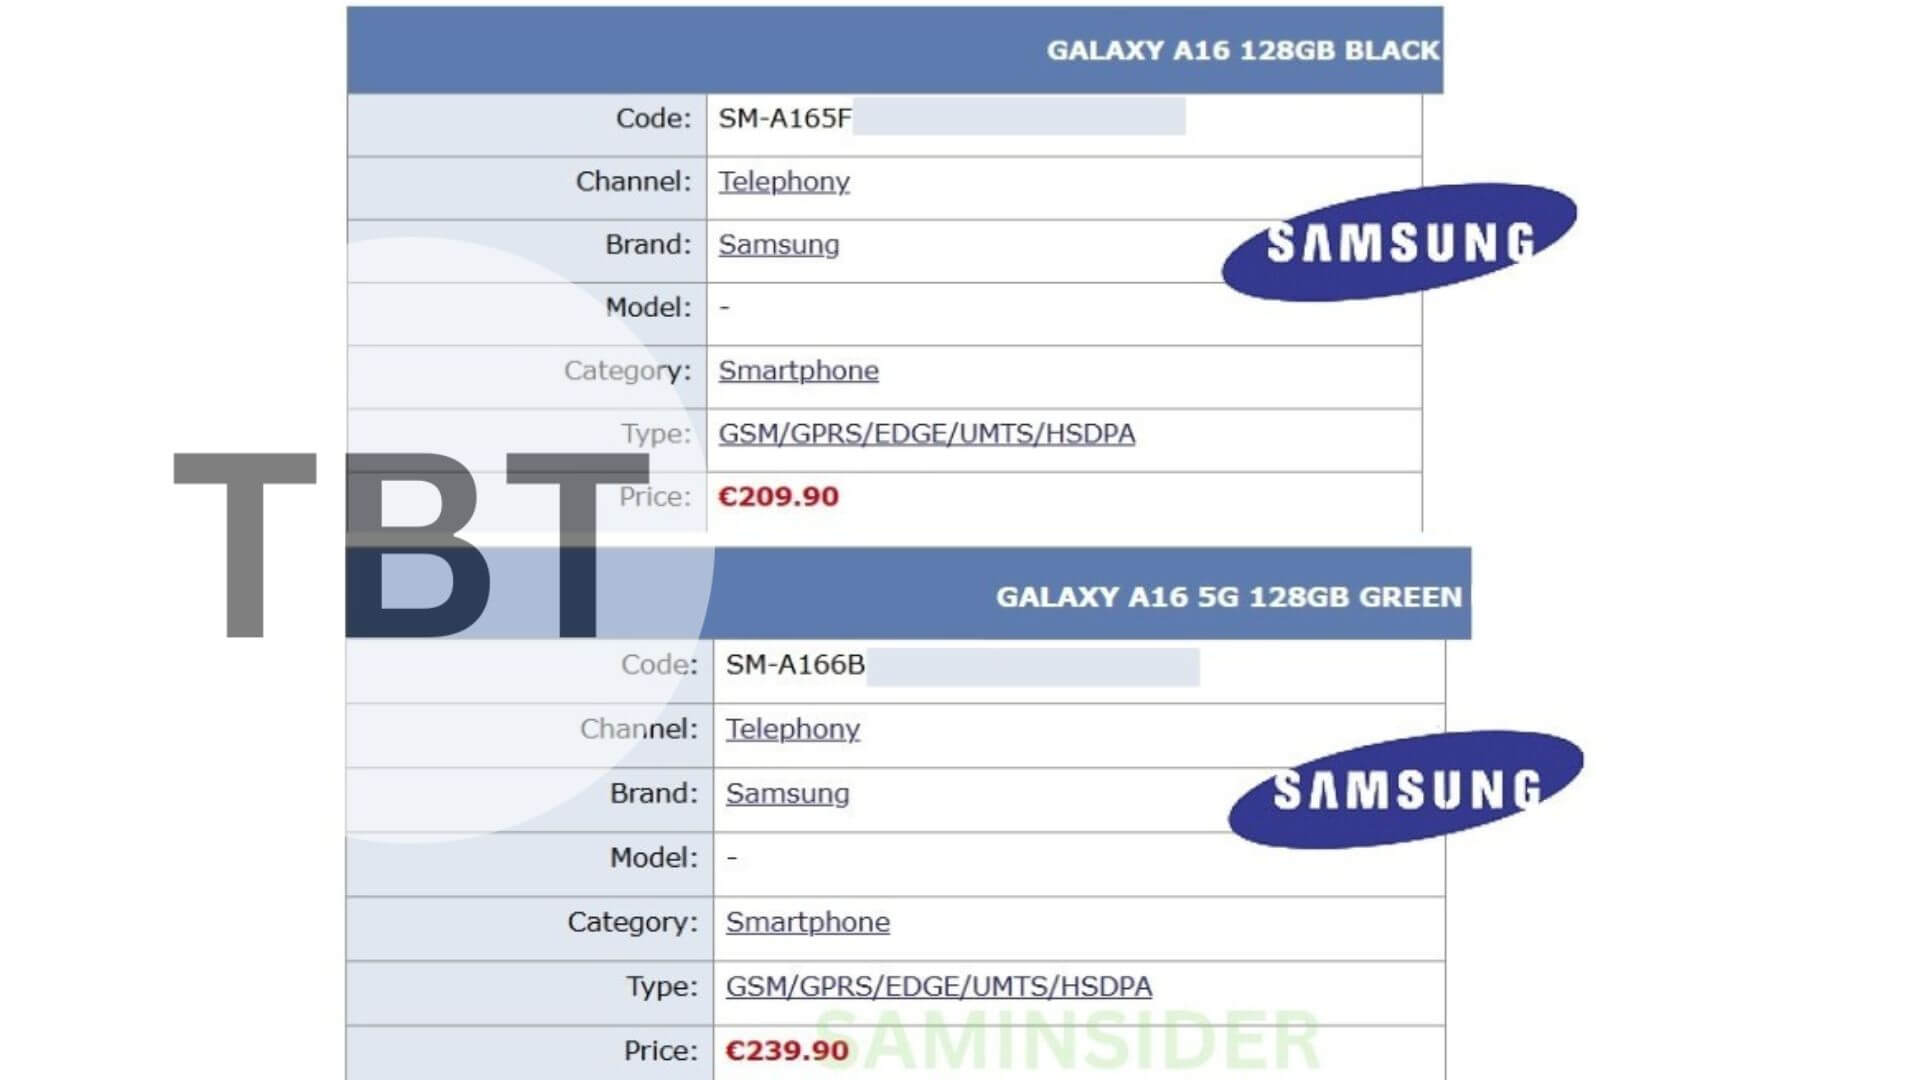 GALAXY A16 128GB BLACK
Code: SM-A165F
Channel: Telephony
Brand: Samsung
SAMSUNG
Model: -
Category: Smartphone
Type: GSM/GPRS/EDGE/UMTS/HSDPA
Price: €209.90
TBT
GALAXY A16 5G 128GB GREEN
Code: SM-A166B
Channel: Telephony
Brand: Samsung
SAMSUNG
Model: -
Category: Smartphone
Type: GSM/GPRS/EDGE/UMTS/HSDPA
Price: €239.90
SAMINSIDER